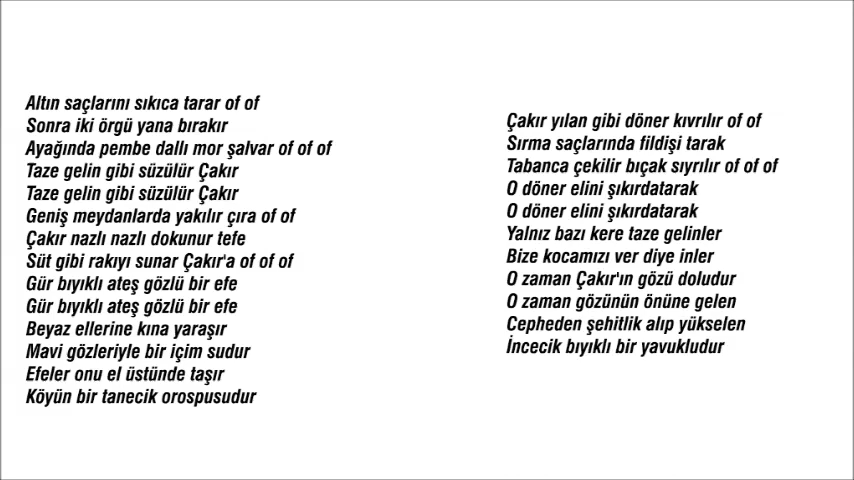 Altın saçlarını sıkıca tarar of of
Sonra iki örgü yana bırakır
Ayağında pembe dallı mor şalvar of of of
Taze gelin gibi süzülür Çakır
Taze gelin gibi süzülür Çakır
Geniş meydanlarda yakılır çıra of of
Çakır nazlı nazlı dokunur tefe
Süt gibi rakıyı sunar Çakır'a of of of
Gür bıyıklı ateş gözlü bir efe
Gür bıyıklı ateş gözlü bir efe
Beyaz ellerine kına yaraşır
Mavi gözleriyle bir içim sudur
Efeler onu el üstünde taşır
Köyün bir tanecik orospusudur
Çakır yılan gibi döner kıvrılır of of
Sırma saçlarında fildişi tarak
Tabanca çekilir bıçak sıyrılır of of of
O döner elini şıkırdatarak
O döner elini şıkırdatarak
Yalnız bazı kere taze gelinler
Bize kocamızı ver diye inler
O zaman Çakır'ın gözü doludur
O zaman gözünün önüne gelen
Cepheden şehitlik alıp yükselen
İncecik bıyıklı bir yavukludur